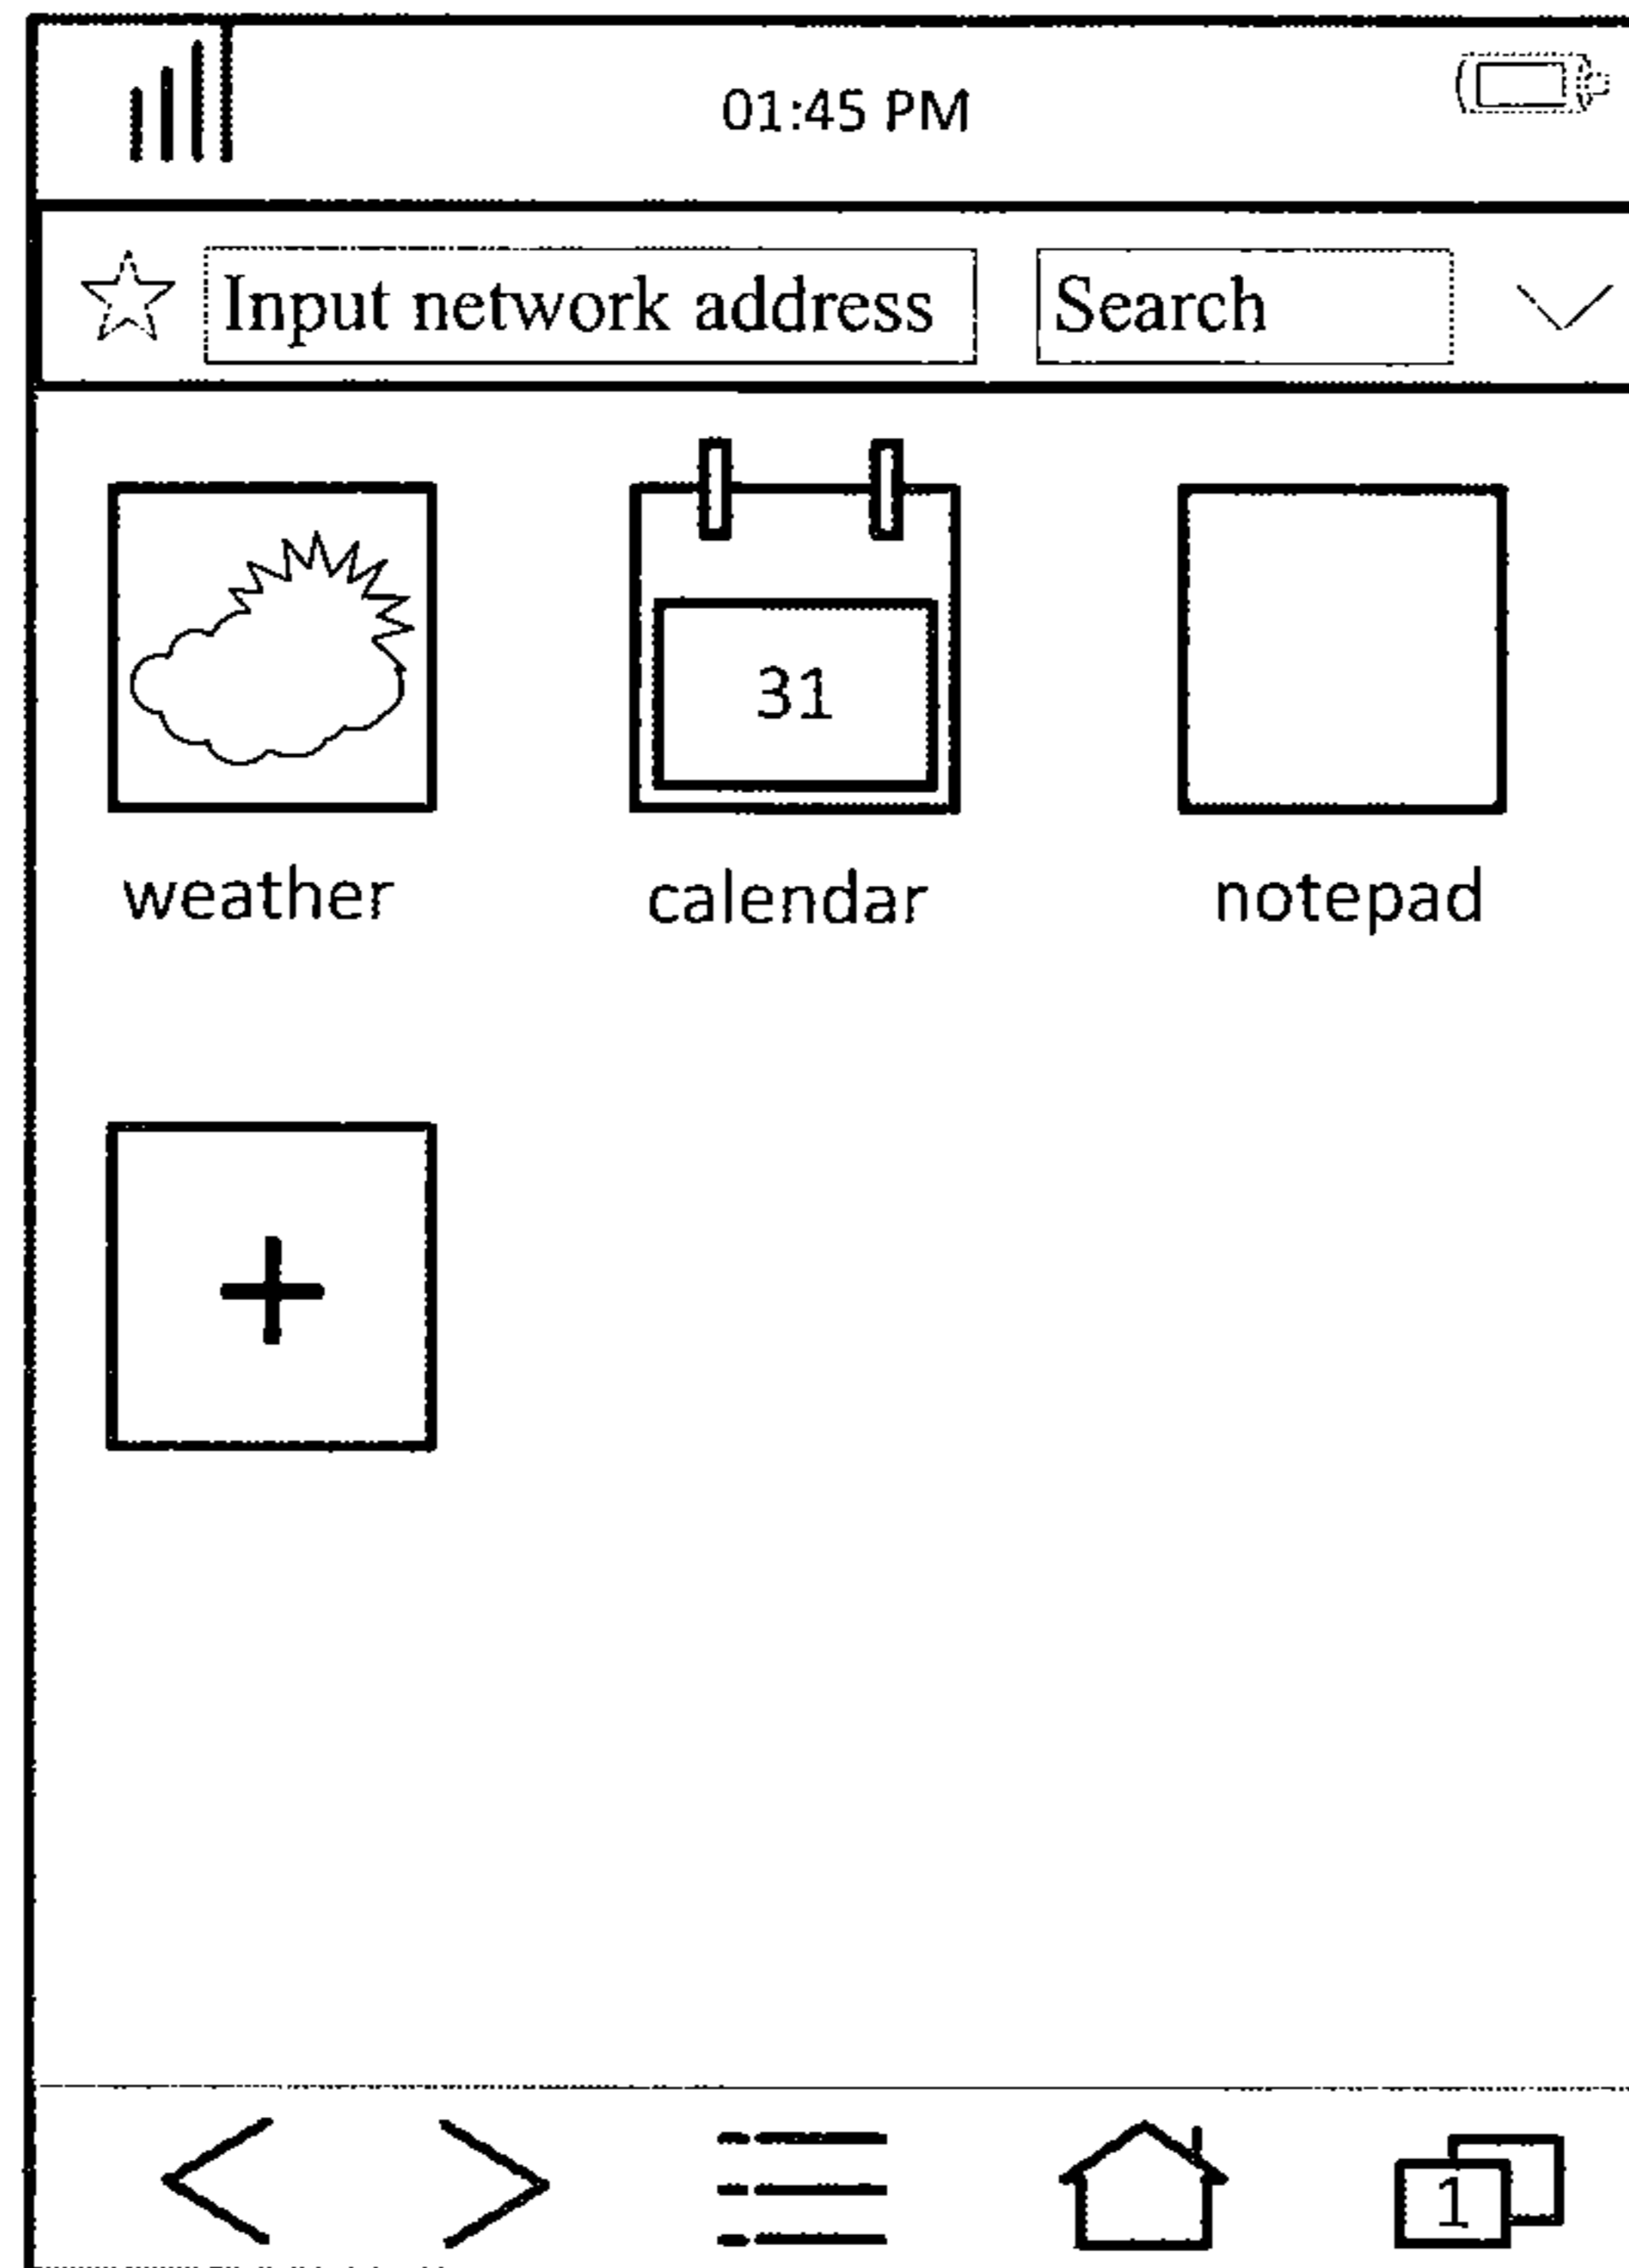 01:45 PM
Input network address Search
31
weather calendar notepad
+
1